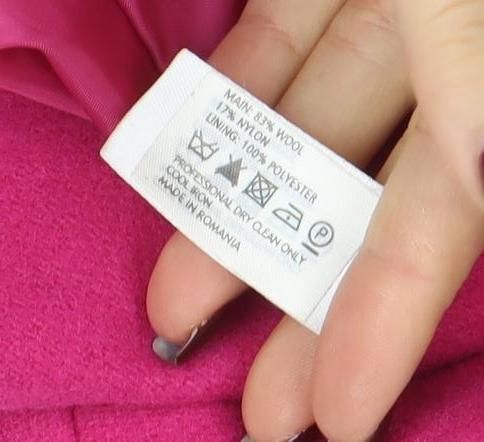 MAIN: 83% WOOL
17% NYLON
LINING: 100% POLYESTER
P
PROFESSIONAL DRY CLEAN ONLY
COOL IRON
MADE IN ROMANIA